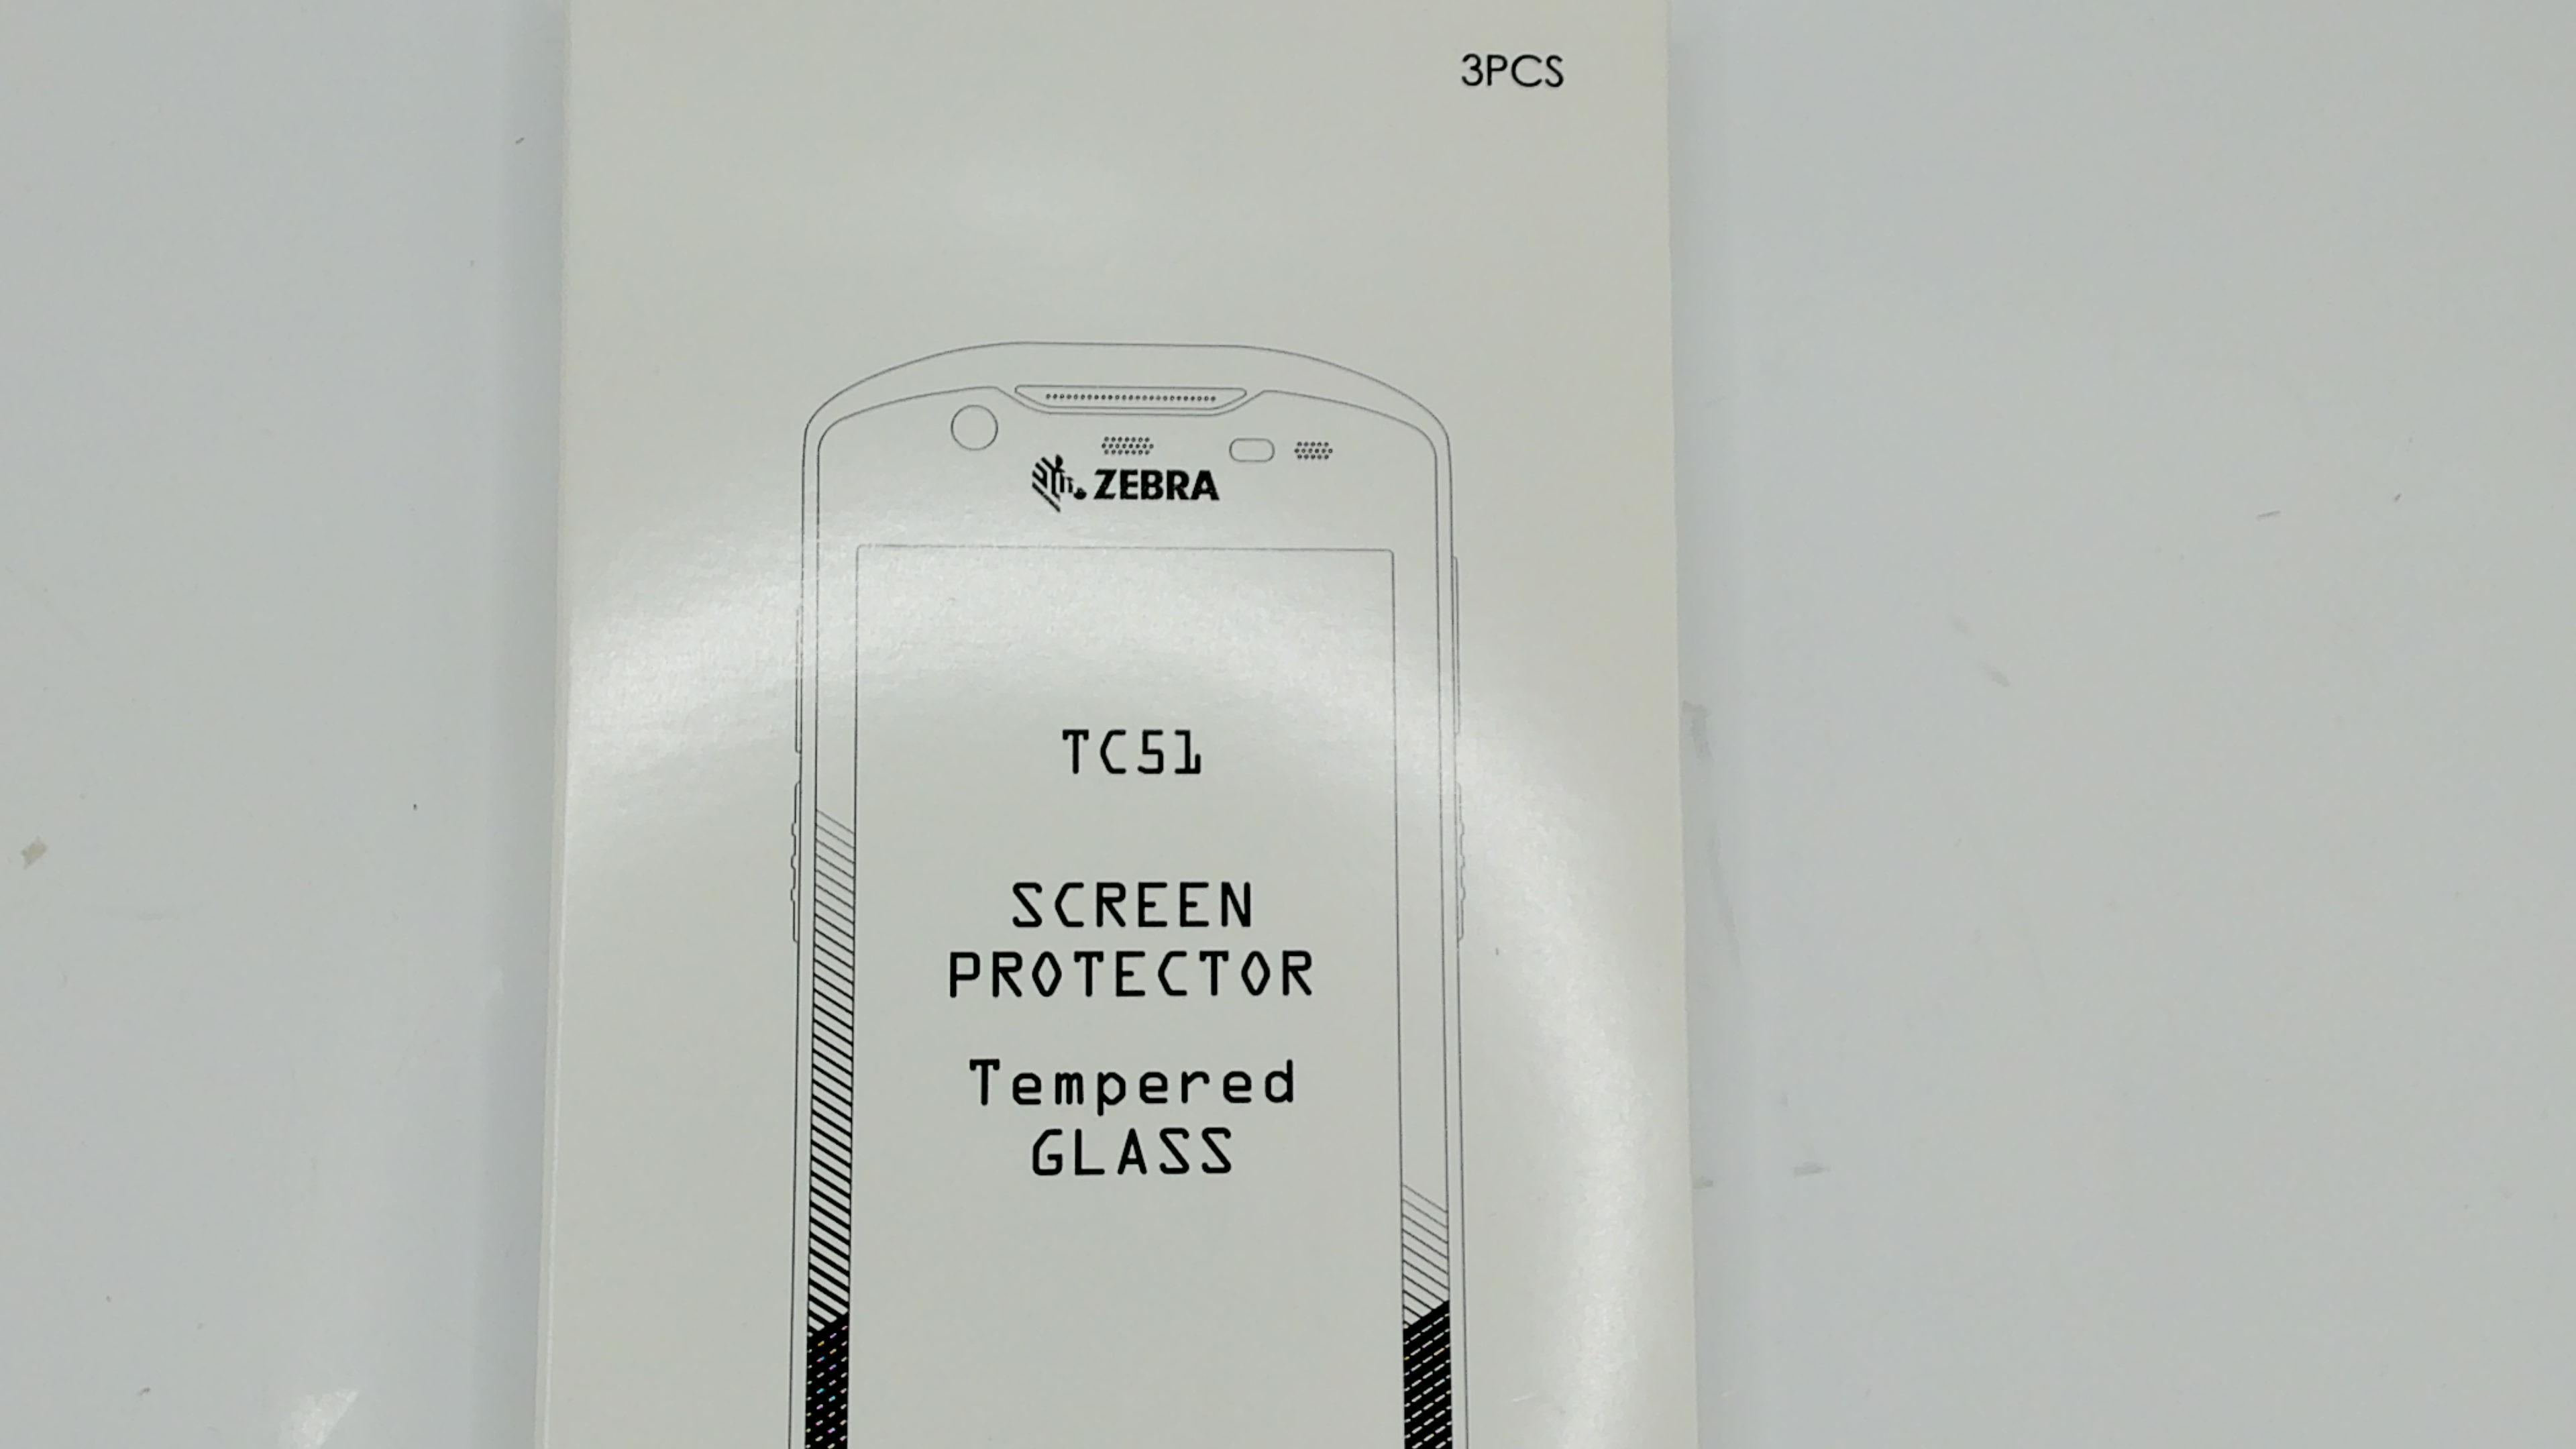 3PCS
ZEBRA
TC51
SCREEN
PROTECTOR
Tempered
GLASS